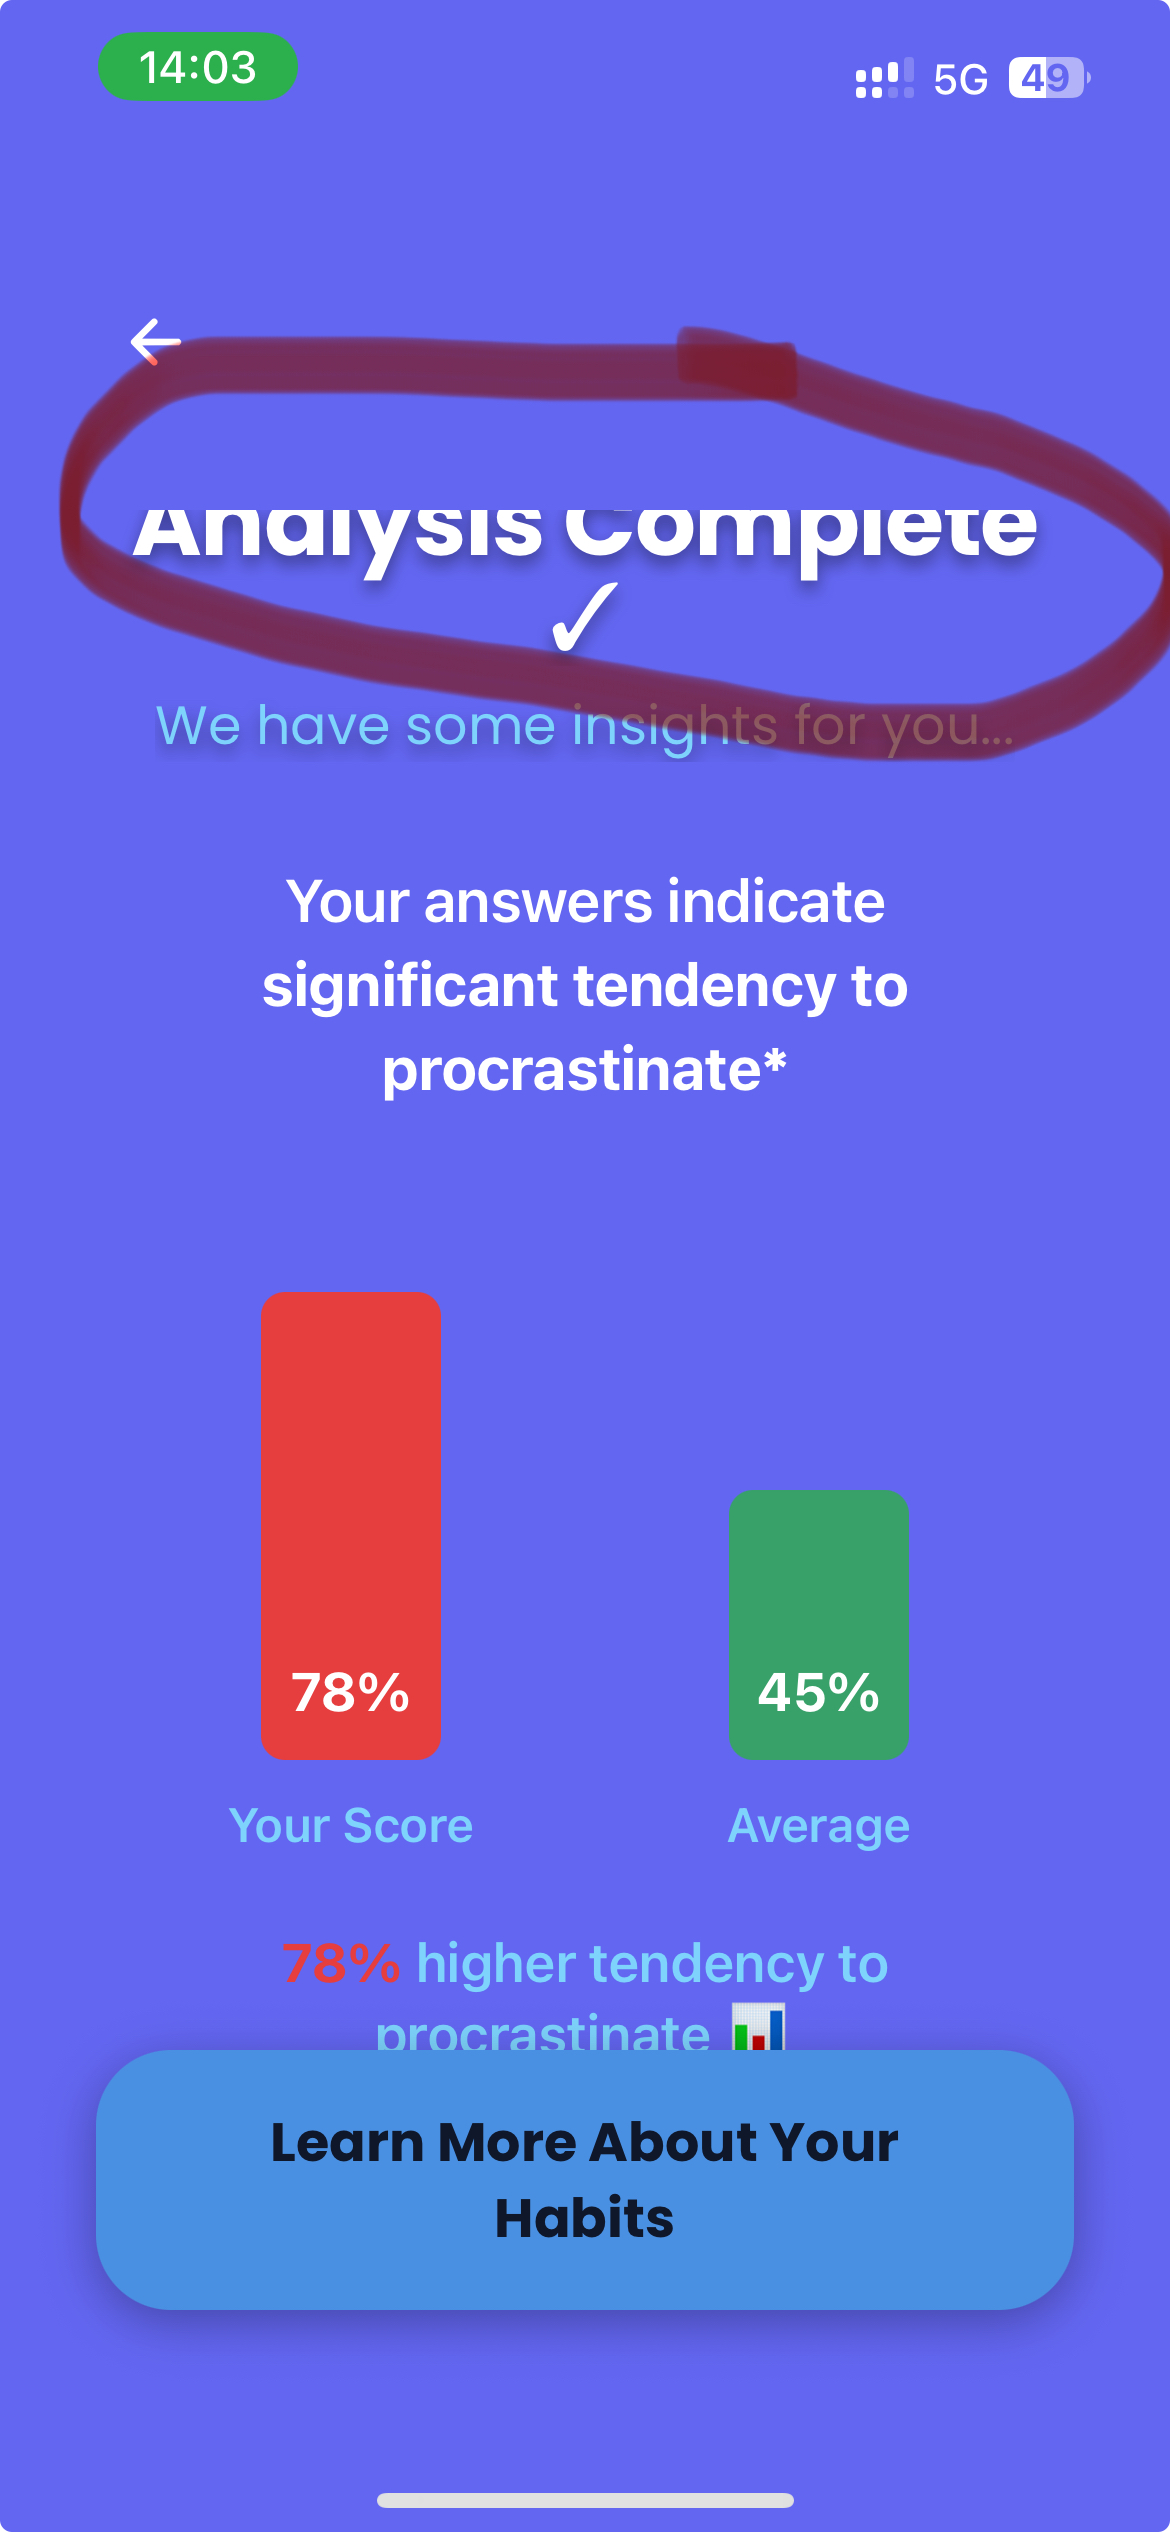 14:03
5G 49
Analysis Complete
✓
We have some insights for you...
Your answers indicate
significant tendency to
procrastinate*
78% 45%
Your Score Average
78% higher tendency to
procrastinate 📊
Learn More About Your
Habits